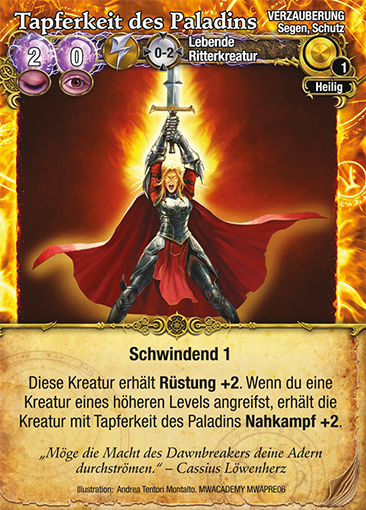 Tapferkeit des Paladins
VERZAUBERUNG
Segen, Schutz
2 0 0-2
Lebende
Ritterkreatur
1
Heilig
Schwindend 1
Diese Kreatur erhält Rüstung +2. Wenn du eine
Kreatur eines höheren Levels angreifst, erhält die
Kreatur mit Tapferkeit des Paladins Nahkampf +2.
„Möge die Macht des Dawnbreakers deine Adern
durchströmen.“ – Cassius Löwenherz
Illustration: Andrea Tentori Montalto. MWACADEMY MWAPRE06